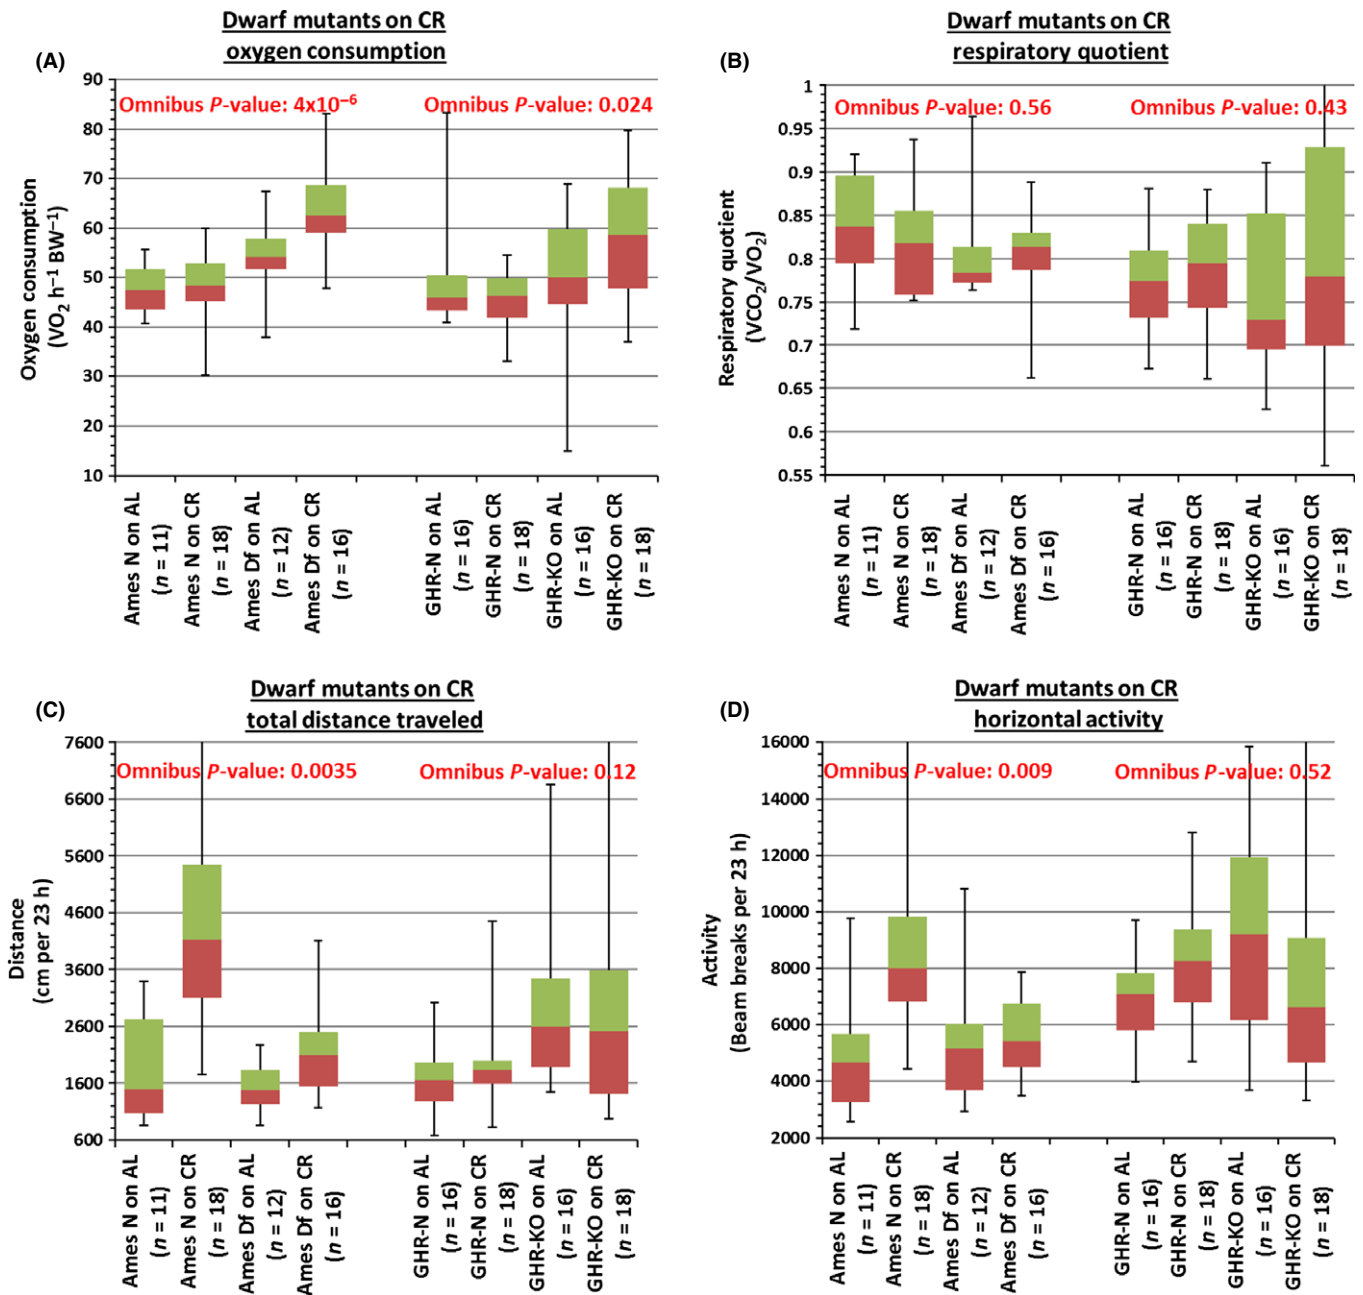 Dwarf mutants on CR
oxygen consumption
(A)
Omnibus P-value: 4x10⁻⁶
Omnibus P-value: 0.024
Oxygen consumption
(VO₂ h⁻¹ BW⁻¹)
90
80
70
60
50
40
30
20
10
Ames N on AL
(n = 11)
Ames N on CR
(n = 18)
Ames Df on AL
(n = 12)
Ames Df on CR
(n = 16)
GHR-N on AL
(n = 16)
GHR-N on CR
(n = 18)
GHR-KO on AL
(n = 16)
GHR-KO on CR
(n = 18)
Dwarf mutants on CR
respiratory quotient
(B)
Omnibus P-value: 0.56
Omnibus P-value: 0.43
Respiratory quotient
(VCO₂/VO₂)
1
0.95
0.9
0.85
0.8
0.75
0.7
0.65
0.6
0.55
Ames N on AL
(n = 11)
Ames N on CR
(n = 18)
Ames Df on AL
(n = 12)
Ames Df on CR
(n = 16)
GHR-N on AL
(n = 16)
GHR-N on CR
(n = 18)
GHR-KO on AL
(n = 16)
GHR-KO on CR
(n = 18)
Dwarf mutants on CR
total distance traveled
(C)
Omnibus P-value: 0.0035
Omnibus P-value: 0.12
Distance
(cm per 23 h)
7600
6600
5600
4600
3600
2600
1600
600
Ames N on AL
(n = 11)
Ames N on CR
(n = 18)
Ames Df on AL
(n = 12)
Ames Df on CR
(n = 16)
GHR-N on AL
(n = 16)
GHR-N on CR
(n = 18)
GHR-KO on AL
(n = 16)
GHR-KO on CR
(n = 18)
Dwarf mutants on CR
horizontal activity
(D)
Omnibus P-value: 0.009
Omnibus P-value: 0.52
Activity
(Beam breaks per 23 h)
16000
14000
12000
10000
8000
6000
4000
2000
Ames N on AL
(n = 11)
Ames N on CR
(n = 18)
Ames Df on AL
(n = 12)
Ames Df on CR
(n = 16)
GHR-N on AL
(n = 16)
GHR-N on CR
(n = 18)
GHR-KO on AL
(n = 16)
GHR-KO on CR
(n = 18)